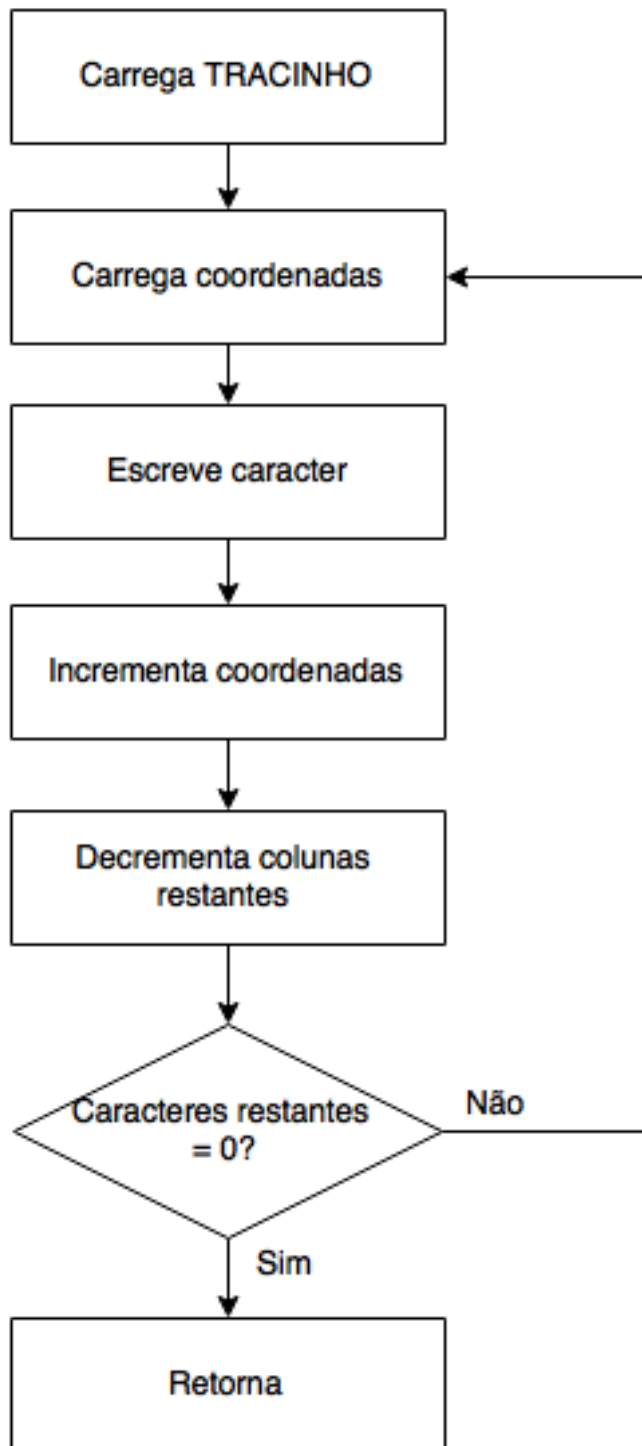 Carrega TRACINHO
Carrega coordenadas
Escreve caracter
Incrementa coordenadas
Decrementa colunas
restantes
Caracteres restantes
= 0?
Não
Sim
Retorna